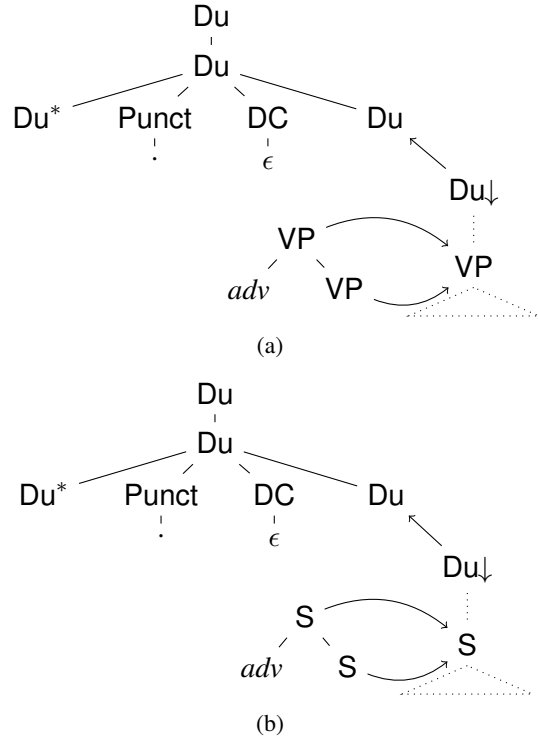 Du
Du
Du* Punct DC Du
. ϵ
Du↓
VP VP
adv VP
(a)
Du
Du
Du* Punct DC Du
. ϵ
Du↓
S S
adv S
(b)